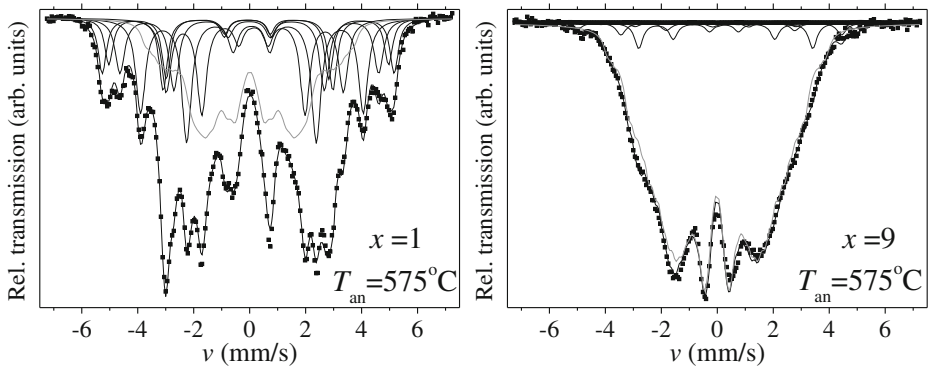 Rel. transmission (arb. units)
x =1
T_an =575°C
-6 -4 -2 0 2 4 6
v (mm/s)
Rel. transmission (arb. units)
x =9
T_an =575°C
-6 -4 -2 0 2 4 6
v (mm/s)